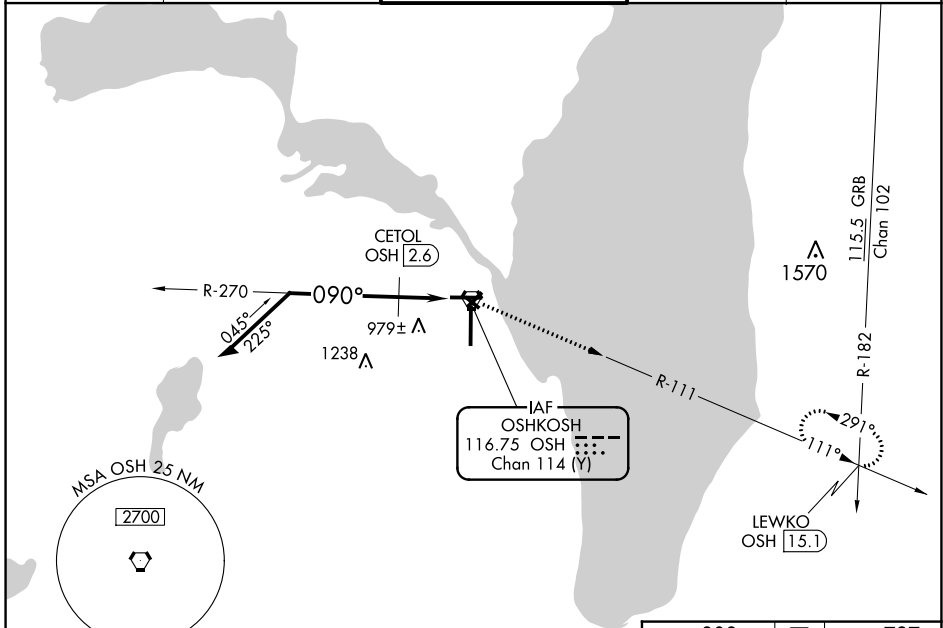 115.5 GRB
Chan 102
CETOL
OSH 2.6
1570
R-270
090°
045°
225°
979±
1238
R-182
R-111
IAF
OSHKOSH
116.75 OSH
Chan 114 (Y)
291°
111°
MSA OSH 25 NM
2700
LEWKO
OSH 15.1